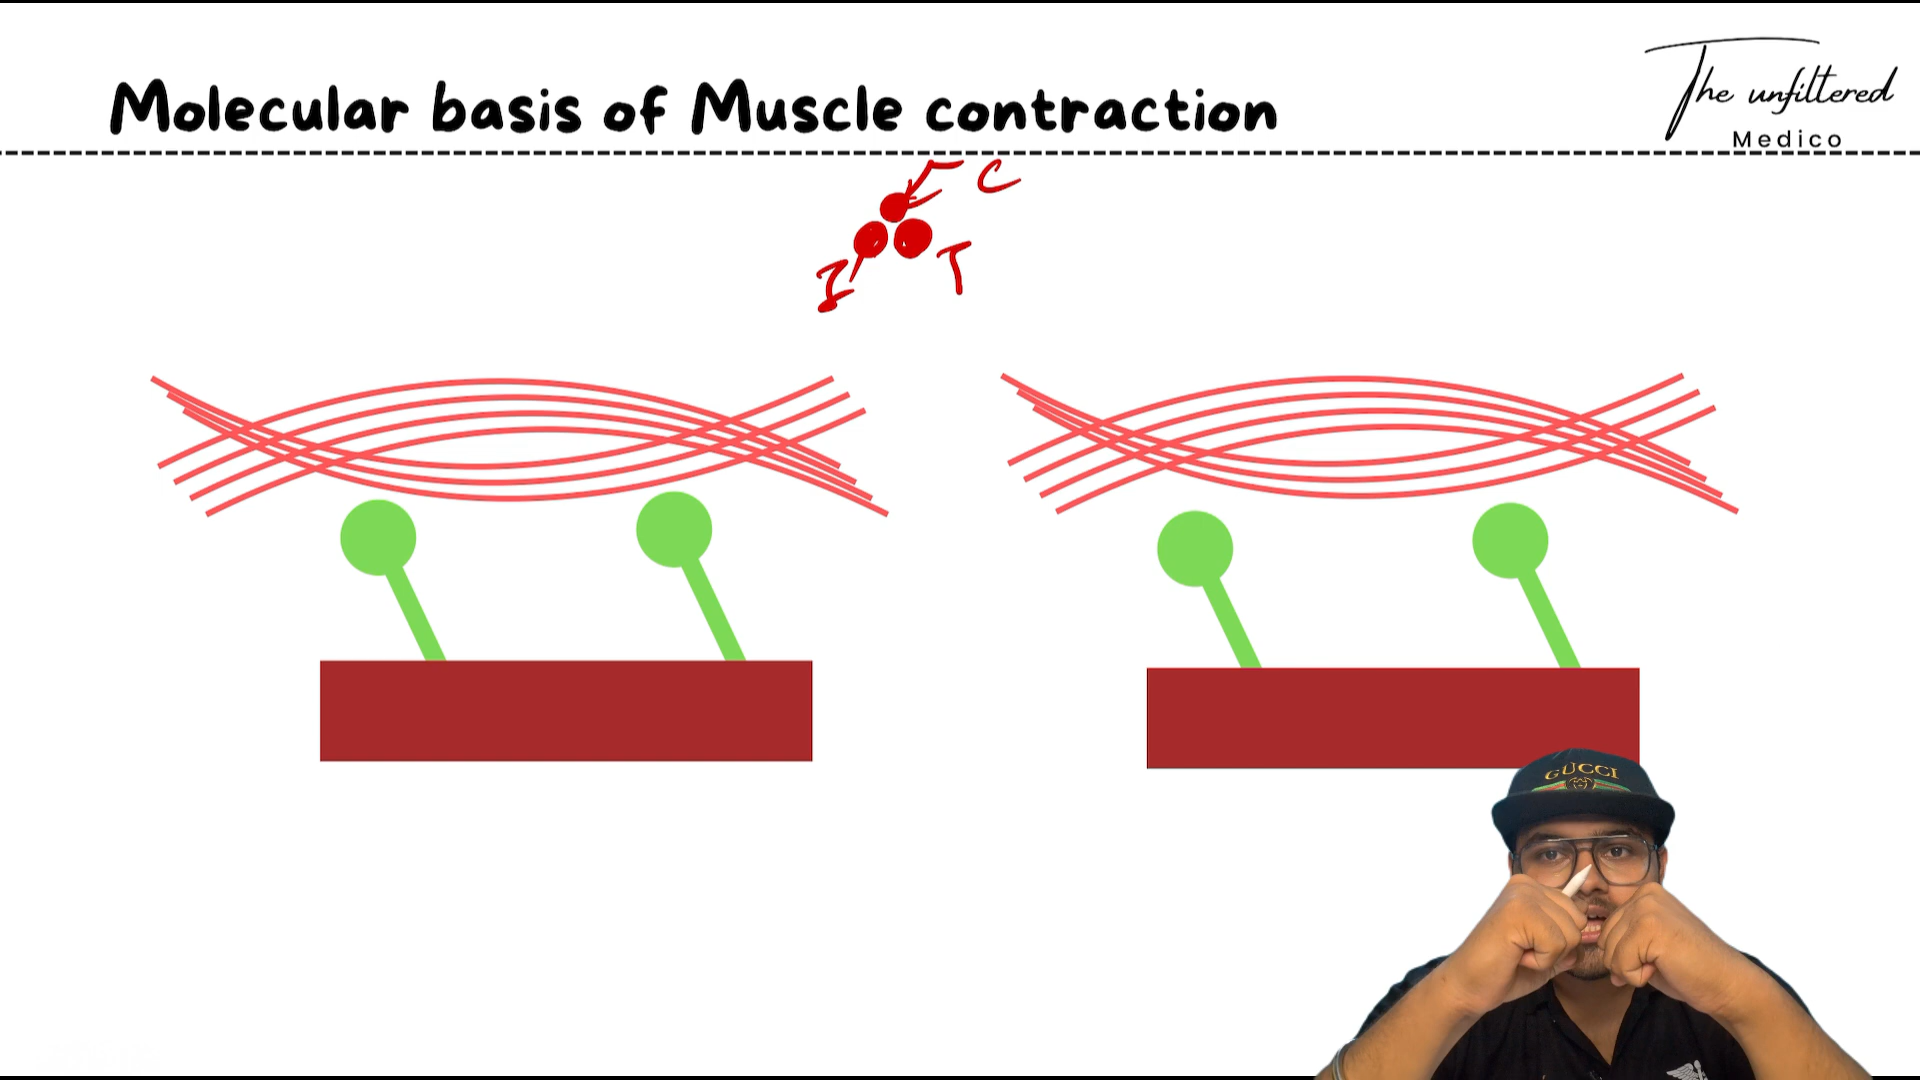 Molecular basis of Muscle contraction
The unfiltered
Medico
C
I
T
GUCCI